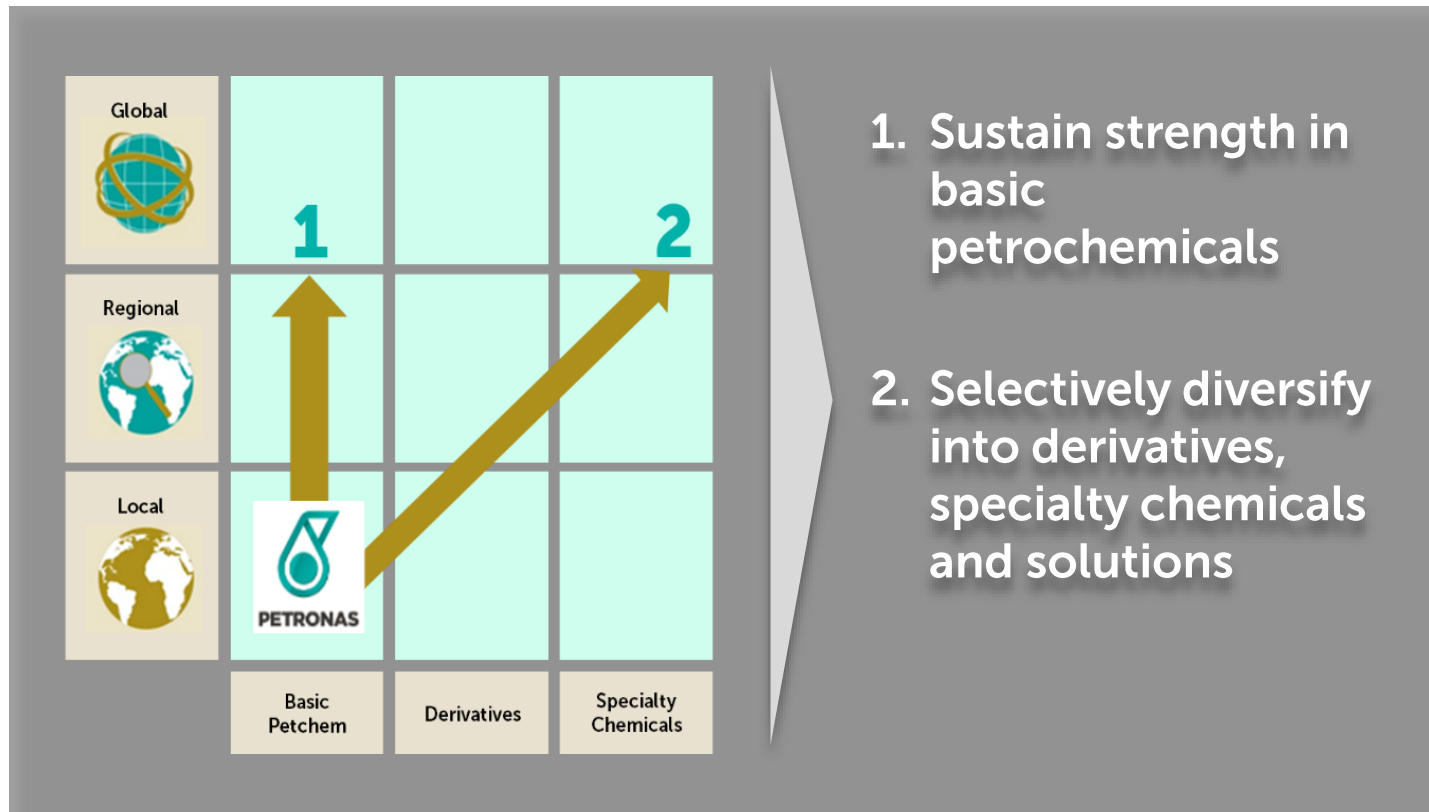 Global
1
2
Regional
Local
PETRONAS
Basic
Petchem
Derivatives
Specialty
Chemicals
1. Sustain strength in
basic
petrochemicals
2. Selectively diversify
into derivatives,
specialty chemicals
and solutions